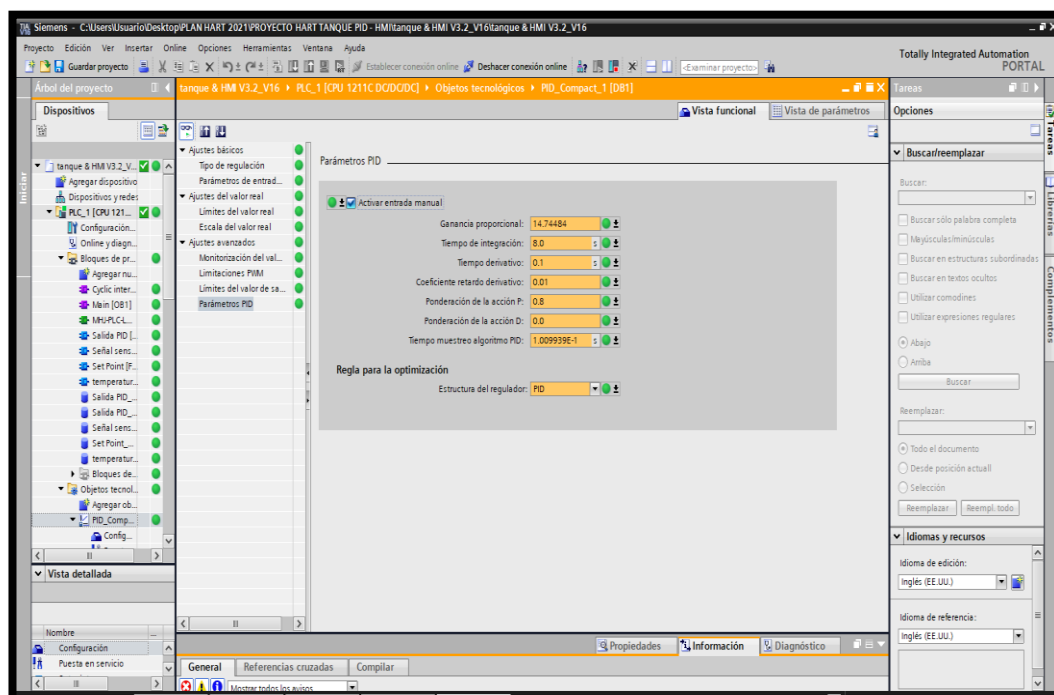 Siemens - C:\Users\Usuario\Desktop\PLAN HART 2021\PROYECTO HART TANQUE PID - HMI\tanque & HMI V3.2_V16\tanque & HMI V3.2_V16
Proyecto Edición Ver Insertar Online Opciones Herramientas Ventana Ayuda
Totally Integrated Automation
PORTAL
Guardar proyecto
Establecer conexión online
Deshacer conexión online
<Examinar proyecto>
Árbol del proyecto
Dispositivos
tanque & HMI V3.2_V...
Agregar dispositivo
Dispositivos y redes
PLC_1 [CPU 121...
Configuración...
Online y diagn...
Bloques de pr...
Agregar nu...
Cyclic inter...
Main [OB1]
MHJ-PLC-L...
Salida PID [...
Señal sens...
Set Point [F...
temperatur...
Salida PID_...
Salida PID_...
Señal sens...
Set Point_...
temperatur...
Bloques de...
Objetos tecnol...
Agregar ob...
PID_Comp...
Config...
Vista detallada
Nombre
Configuración
Puesta en servicio
Iniciar
tanque & HMI V3.2_V16 PLC_1 [CPU 1211C DC/DC/DC] Objetos tecnológicos PID_Compact_1 [DB1]
Vista funcional
Vista de parámetros
Ajustes básicos
Tipo de regulación
Parámetros de entrad...
Ajustes del valor real
Límites del valor real
Escala del valor real
Ajustes avanzados
Monitorización del val...
Limitaciones PWM
Límites del valor de sa...
Parámetros PID
Parámetros PID
Activar entrada manual
Ganancia proporcional: 14.74484
Tiempo de integración: 8.0 s
Tiempo derivativo: 0.1 s
Coeficiente retardo derivativo: 0.01
Ponderación de la acción P: 0.8
Ponderación de la acción D: 0.0
Tiempo muestreo algoritmo PID: 1.009939E-1 s
Regla para la optimización
Estructura del regulador: PID
Propiedades
Información
Diagnóstico
General Referencias cruzadas Compilar
Mostrar todos los avisos
Tareas
Opciones
Buscar/reemplazar
Buscar:
Buscar sólo palabra completa
Mayúsculas/minúsculas
Buscar en estructuras subordinadas
Buscar en textos ocultos
Utilizar comodines
Utilizar expresiones regulares
Abajo
Arriba
Buscar
Reemplazar:
Todo el documento
Desde posición actuall
Selección
Reemplazar
Reempl. todo
Idiomas y recursos
Idioma de edición:
Inglés (EE.UU.)
Idioma de referencia:
Inglés (EE.UU.)
Tareas
Librerías
Complementos